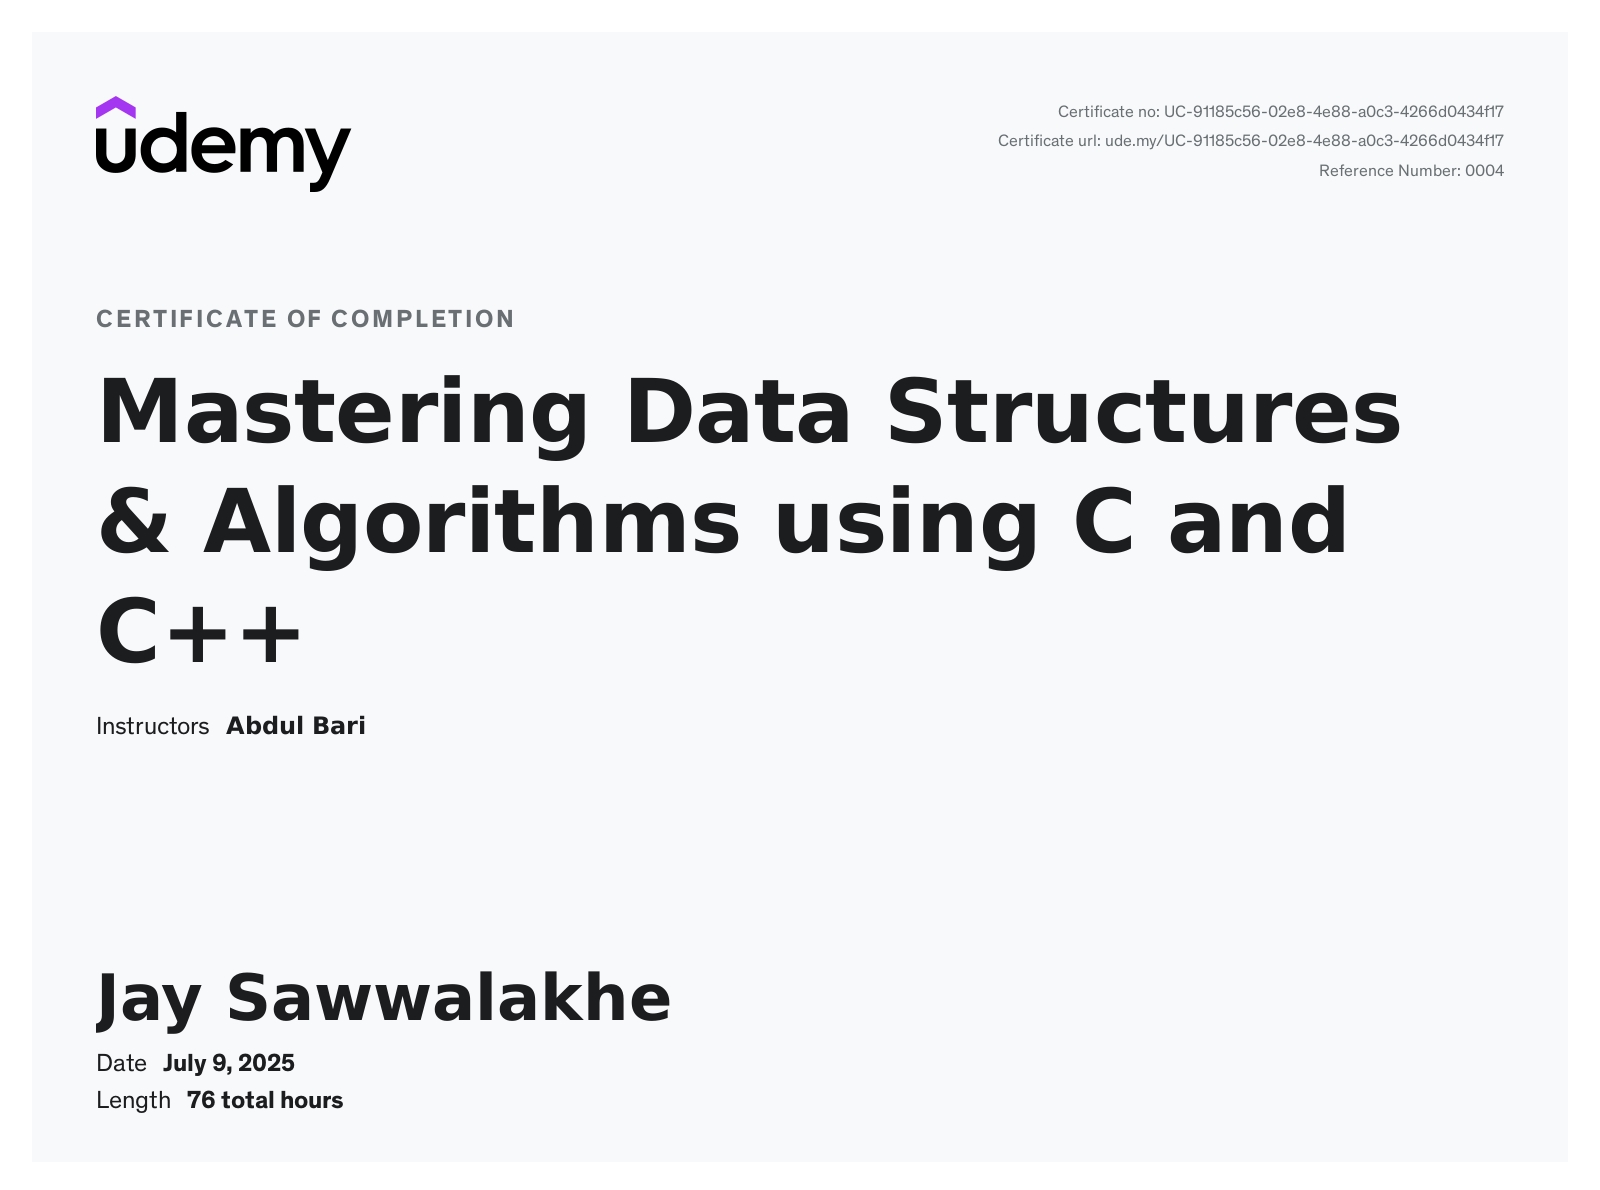 udemy
Certificate no: UC-91185c56-02e8-4e88-a0c3-4266d0434f17
Certificate url: ude.my/UC-91185c56-02e8-4e88-a0c3-4266d0434f17
Reference Number: 0004
CERTIFICATE OF COMPLETION
Mastering Data Structures
& Algorithms using C and
C++
Instructors Abdul Bari
Jay Sawwalakhe
Date July 9, 2025
Length 76 total hours